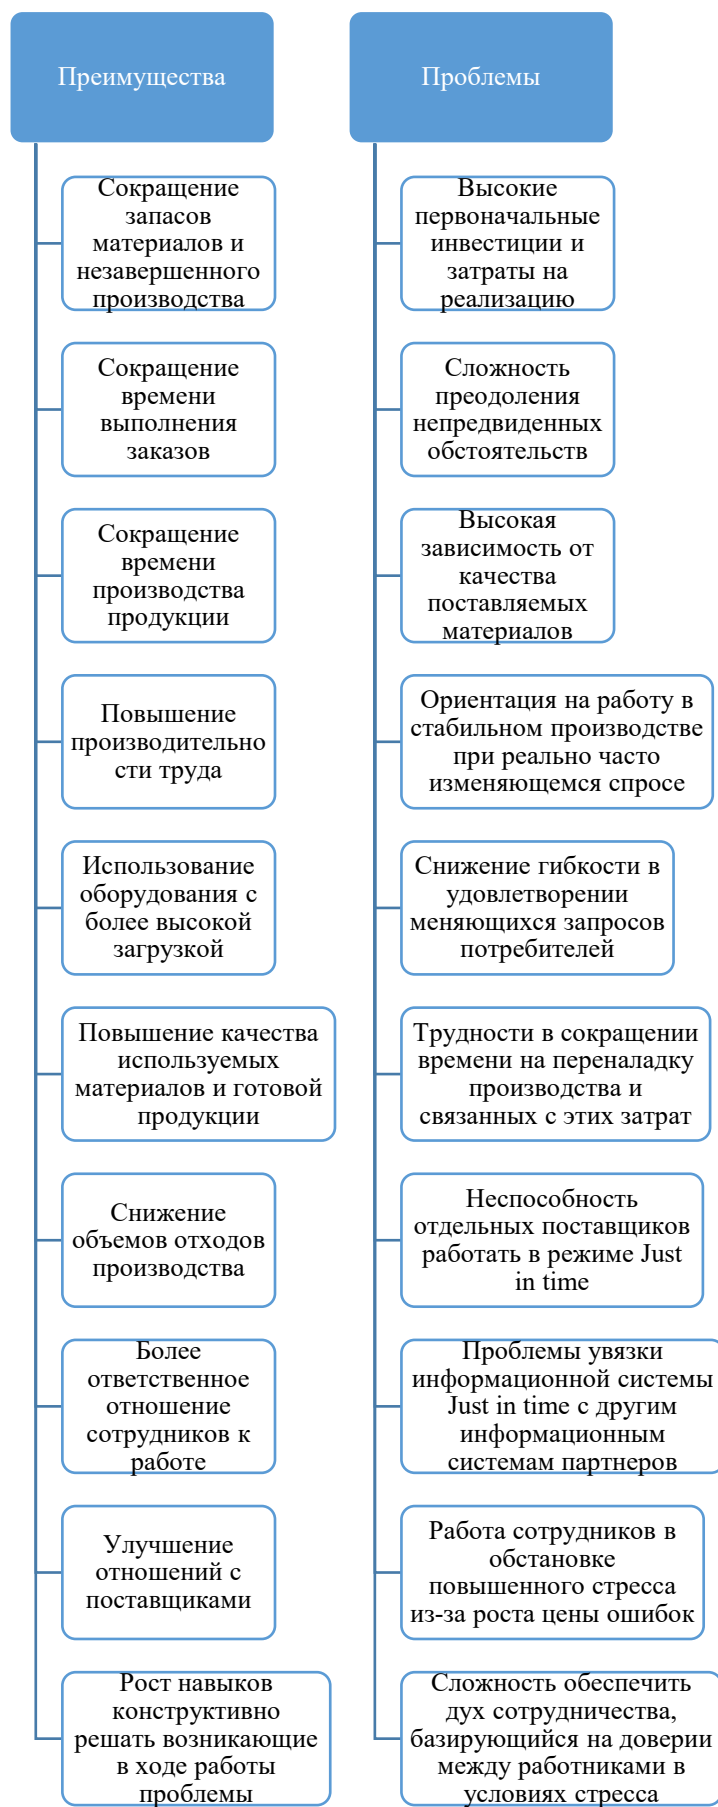 Преимущества
Сокращение
запасов
материалов и
незавершенного
производства
Сокращение
времени
выполнения
заказов
Сокращение
времени
производства
продукции
Повышение
производительно
сти труда
Использование
оборудования с
более высокой
загрузкой
Повышение качества
используемых
материалов и готовой
продукции
Снижение
объемов отходов
производства
Более
ответственное
отношение
сотрудников к
работе
Улучшение
отношений с
поставщиками
Рост навыков
конструктивно
решать возникающие
в ходе работы
проблемы
Проблемы
Высокие
первоначальные
инвестиции и
затраты на
реализацию
Сложность
преодоления
непредвиденных
обстоятельств
Высокая
зависимость от
качества
поставляемых
материалов
Ориентация на работу в
стабильном производстве
при реально часто
изменяющемся спросе
Снижение гибкости в
удовлетворении
меняющихся запросов
потребителей
Трудности в сокращении
времени на переналадку
производства и
связанных с этих затрат
Неспособность
отдельных поставщиков
работать в режиме Just
in time
Проблемы увязки
информационной системы
Just in time с другим
информационным
системам партнеров
Работа сотрудников в
обстановке
повышенного стресса
из-за роста цены ошибок
Сложность обеспечить
дух сотрудничества,
базирующийся на доверии
между работниками в
условиях стресса